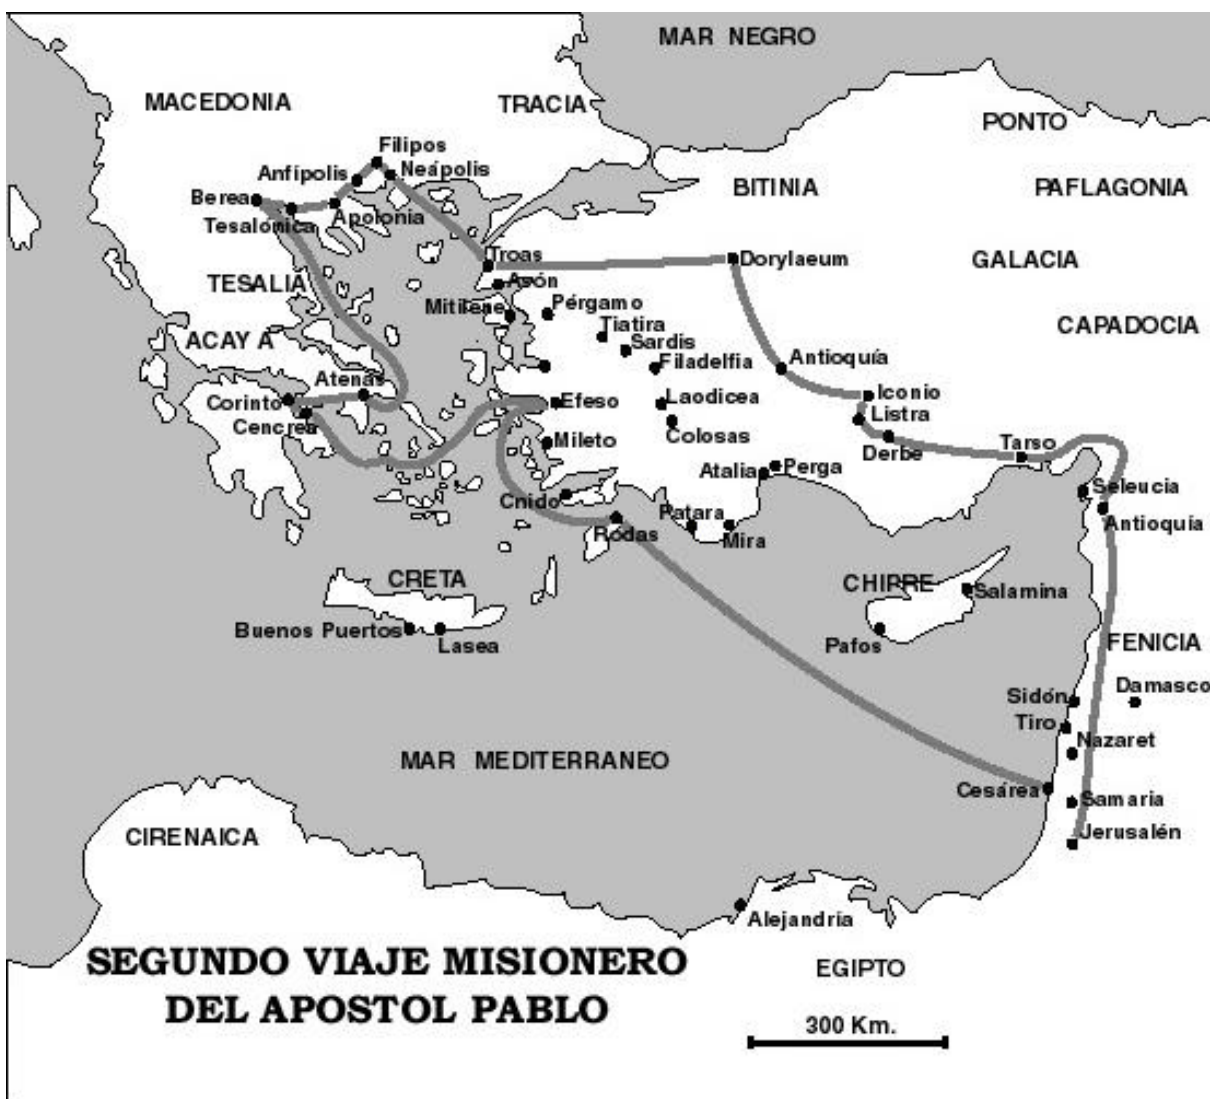 MAR NEGRO
MACEDONIA
TRACIA
PONTO
Filipos
Anfípolis
Neápolis
BITINIA
PAFLAGONIA
Berea
Tesalónica
Apolonia
Troas
Dorylaeum
GALACIA
TESALIA
Asón
Mitilene
Pérgamo
CAPADOCIA
Tiatira
ACAYA
Sardis
Filadelfia
Antioquía
Atenas
Corinto
Efeso
Laodicea
Iconio
Cencrea
Listra
Mileto
Colosas
Derbe
Tarso
Atalia
Perga
Cnido
Seleucia
Patara
Antioquía
Rodas
Mira
CRETA
CHIPRE
Salamina
Buenos Puertos
Lasea
Pafos
FENICIA
Sidón
Damasco
Tiro
Nazaret
MAR MEDITERRANEO
Cesárea
Samaria
CIRENAICA
Jerusalén
Alejandría
SEGUNDO VIAJE MISIONERO
DEL APOSTOL PABLO
EGIPTO
300 Km.